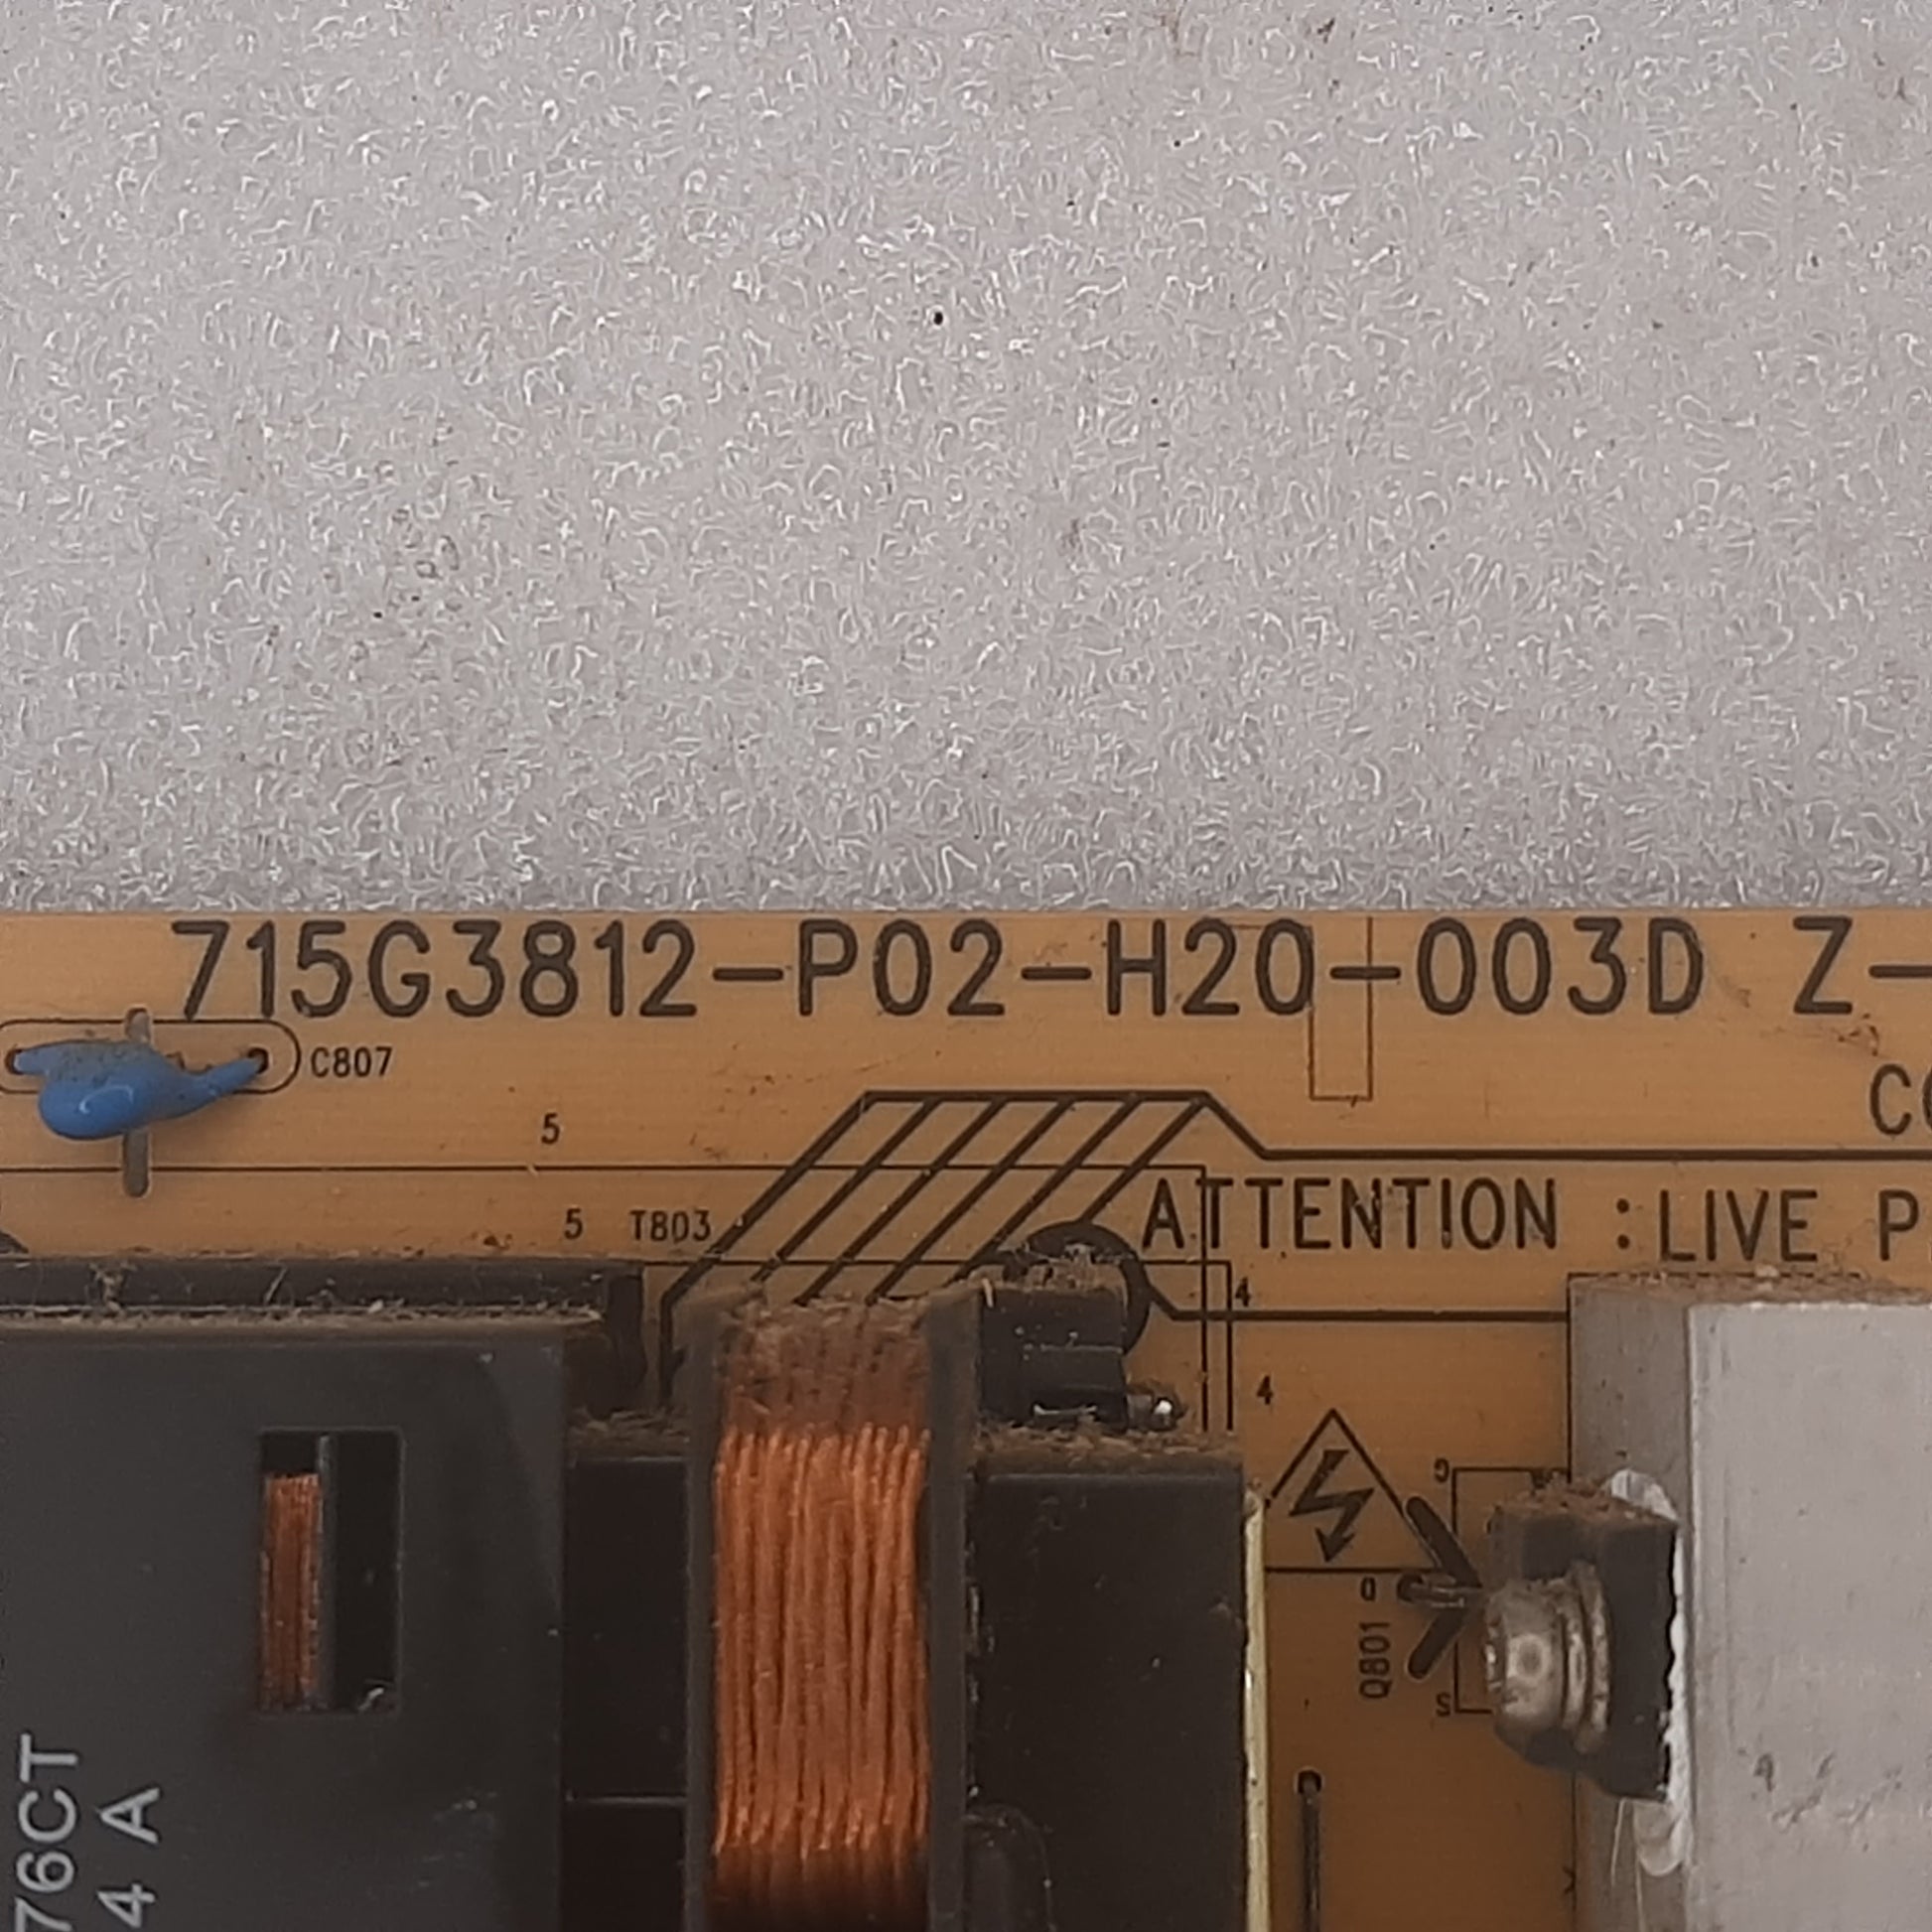 715G3812-P02-H20-003D Z-
C807
5
ATTENTION :LIVE P
5 T803
4
4
G
D
Q801
S
76CT
4 A